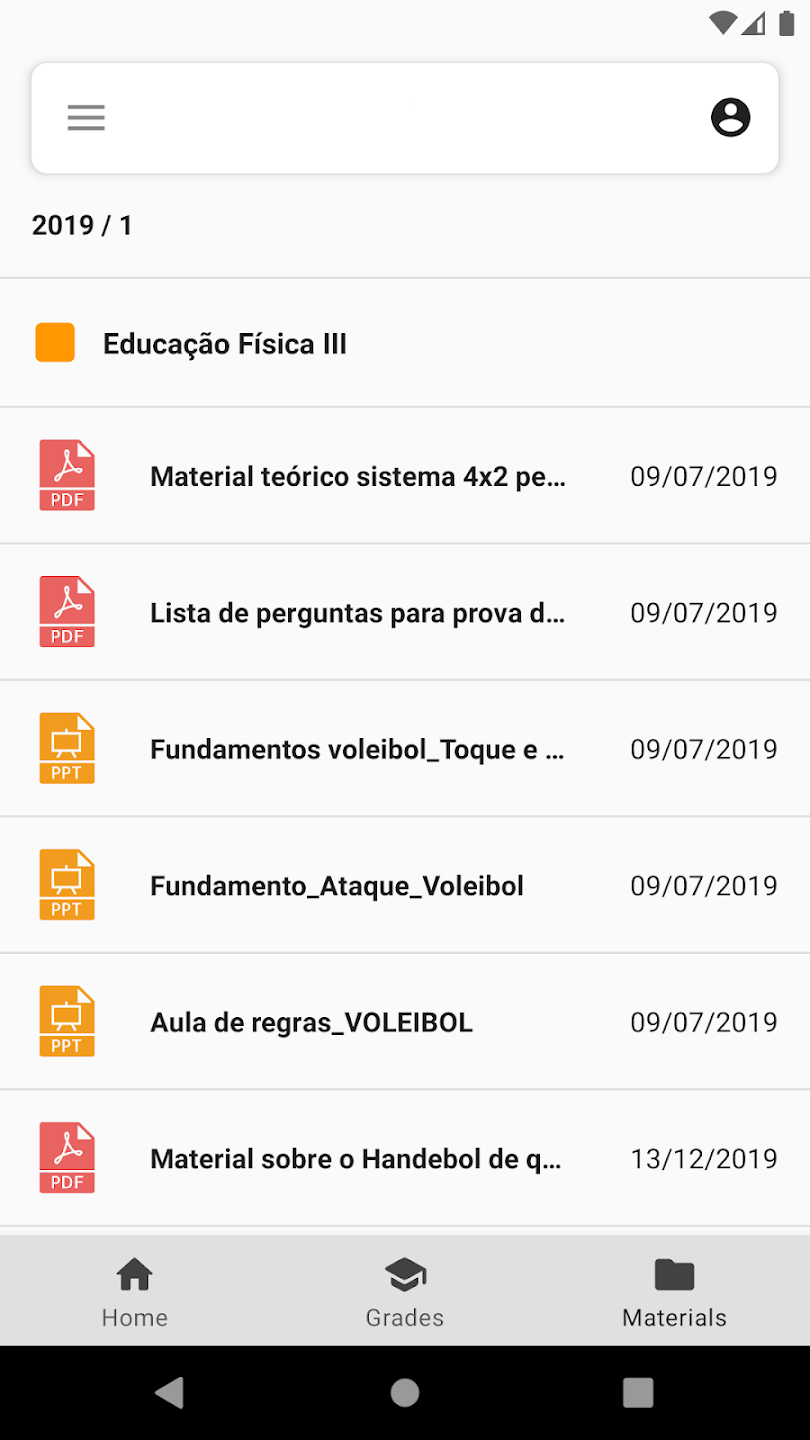 2019 / 1
Educação Física III
Material teórico sistema 4x2 pe... 09/07/2019
PDF
Lista de perguntas para prova d... 09/07/2019
PDF
Fundamentos voleibol_Toque e ... 09/07/2019
PPT
Fundamento_Ataque_Voleibol 09/07/2019
PPT
Aula de regras_VOLEIBOL 09/07/2019
PPT
Material sobre o Handebol de q... 13/12/2019
PDF
Home Grades Materials